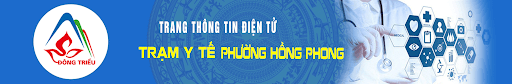 TRANG THÔNG TIN ĐIỆN TỬ
TRẠM Y TẾ PHƯỜNG HỒNG PHONG
ĐÔNG TRIỀU